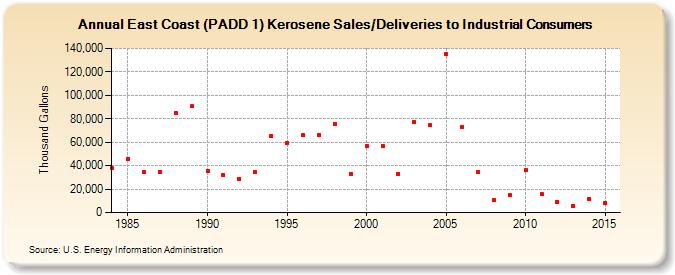 Annual East Coast (PADD 1) Kerosene Sales/Deliveries to Industrial Consumers
Thousand Gallons
140,000
120,000
100,000
80,000
60,000
40,000
20,000
0
1985 1990 1995 2000 2005 2010 2015
Source: U.S. Energy Information Administration